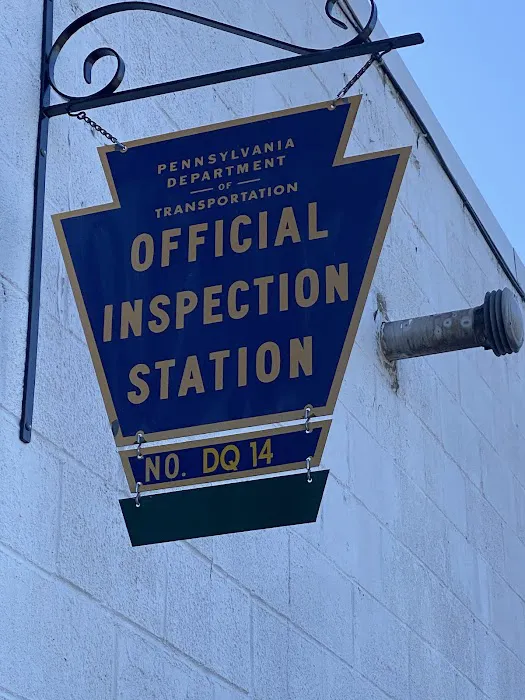 PENNSYLVANIA
DEPARTMENT
— OF —
TRANSPORTATION
OFFICIAL
INSPECTION
STATION
NO. DQ 14